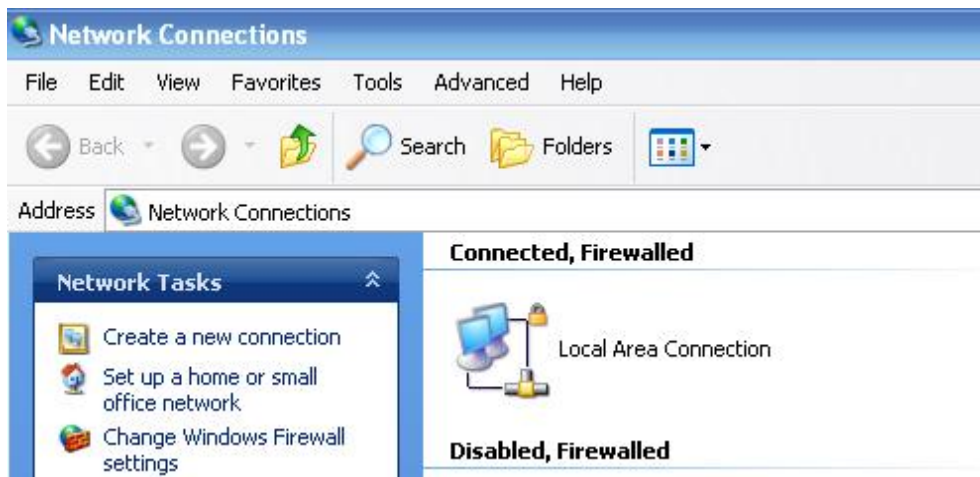 Network Connections
File Edit View Favorites Tools Advanced Help
Back Search Folders
Address Network Connections
Network Tasks
Create a new connection
Set up a home or small
office network
Change Windows Firewall
settings
Connected, Firewalled
Local Area Connection
Disabled, Firewalled